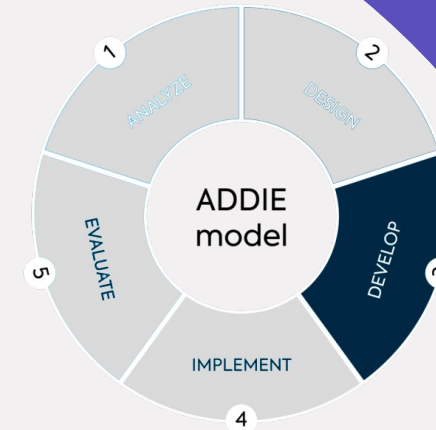 1
ANALYZE
2
DESIGN
DEVELOP
4
IMPLEMENT
5
EVALUATE
ADDIE
model